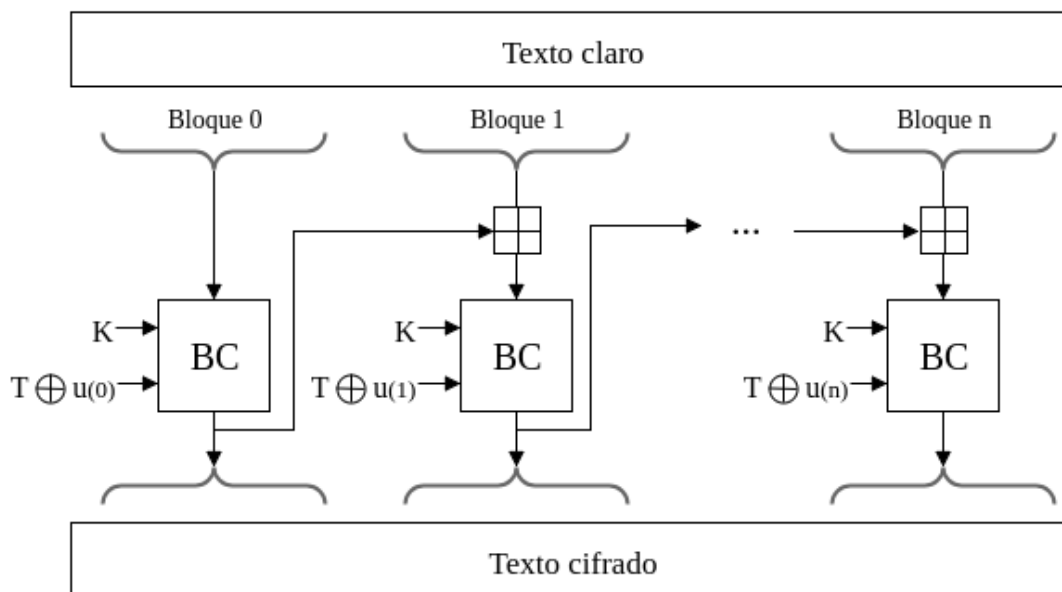 Texto claro
Bloque 0 Bloque 1 Bloque n
...
K BC K BC K BC
T ⊕ u(0) T ⊕ u(1) T ⊕ u(n)
Texto cifrado